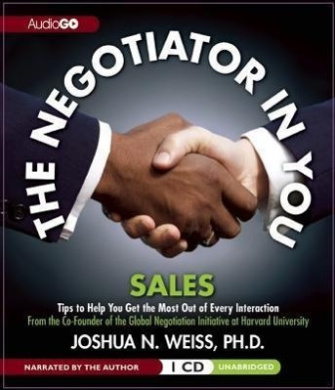 AudioGO
THE NEGOTIATOR IN YOU
SALES
Tips to Help You Get the Most Out of Every Interaction
From the Co-Founder of the Global Negotiation Initiative at Harvard University
JOSHUA N. WEISS, PH.D.
NARRATED BY THE AUTHOR 1 CD UNABRIDGED